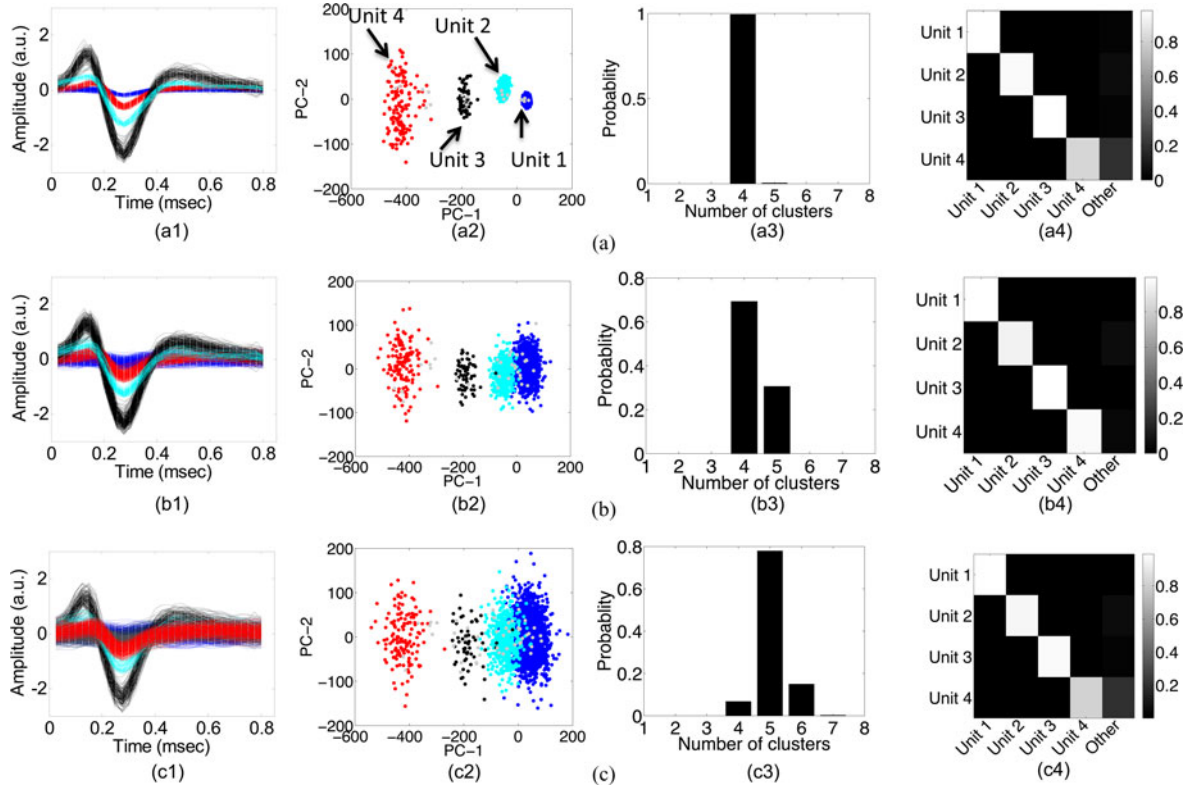 Amplitude (a.u.)
2
0
-2
0 0.2 0.4 0.6 0.8
Time (msec)
(a1)
PC-2
200
100
0
−100
−200
−600 −400 −200 0 200
PC-1
Unit 4
Unit 2
Unit 3
Unit 1
(a2)
Probablity
1
0.5
0
1 2 3 4 5 6 7 8
Number of clusters
(a3)
Unit 1
Unit 2
Unit 3
Unit 4
Unit 1 Unit 2 Unit 3 Unit 4 Other
0.8
0.6
0.4
0.2
0
(a4)
(a)
Amplitude (a.u.)
2
0
-2
0 0.2 0.4 0.6 0.8
Time (msec)
(b1)
PC-2
200
100
0
−100
−200
−600 −400 −200 0 200
PC-1
(b2)
Probablity
0.8
0.6
0.4
0.2
0
1 2 3 4 5 6 7 8
Number of clusters
(b3)
Unit 1
Unit 2
Unit 3
Unit 4
Unit 1 Unit 2 Unit 3 Unit 4 Other
0.8
0.6
0.4
0.2
0
(b4)
(b)
Amplitude (a.u.)
2
0
-2
0 0.2 0.4 0.6 0.8
Time (msec)
(c1)
PC-2
200
100
0
−100
−200
−600 −400 −200 0 200
PC-1
(c2)
Probablity
0.8
0.6
0.4
0.2
0
1 2 3 4 5 6 7 8
Number of clusters
(c3)
Unit 1
Unit 2
Unit 3
Unit 4
Unit 1 Unit 2 Unit 3 Unit 4 Other
0.8
0.6
0.4
0.2
(c4)
(c)